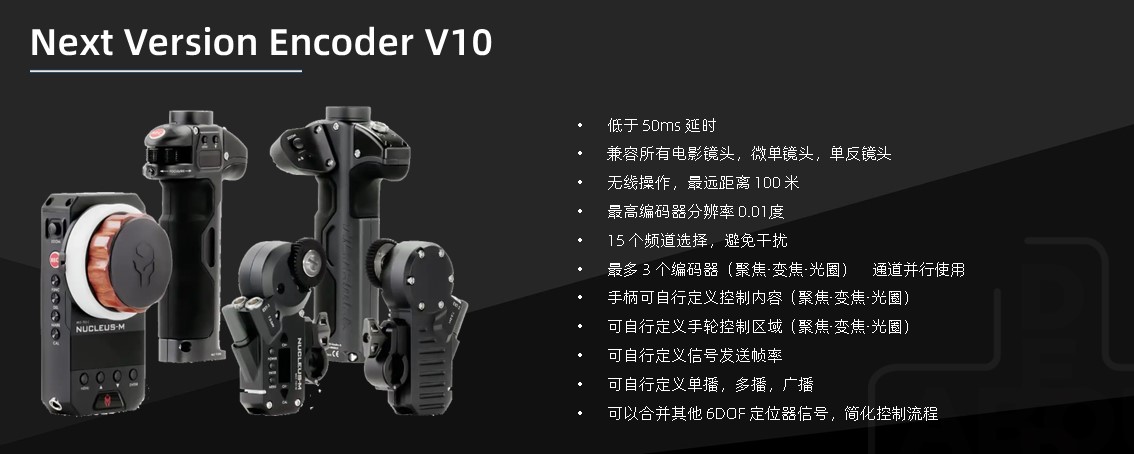 Next Version Encoder V10
• 低于 50ms 延时
• 兼容所有电影镜头，微单镜头，单反镜头
• 无线操作，最远距离 100 米
• 最高编码器分辨率 0.01度
• 15 个频道选择，避免干扰
• 最多 3 个编码器（聚焦·变焦·光圈） 通道并行使用
• 手柄可自行定义控制内容（聚焦·变焦·光圈）
• 可自行定义手轮控制区域（聚焦·变焦·光圈）
• 可自行定义信号发送帧率
• 可自行定义单播，多播，广播
• 可以合并其他 6DOF 定位器信号，简化控制流程
NUCLEUS-M
NUCLEUS-M